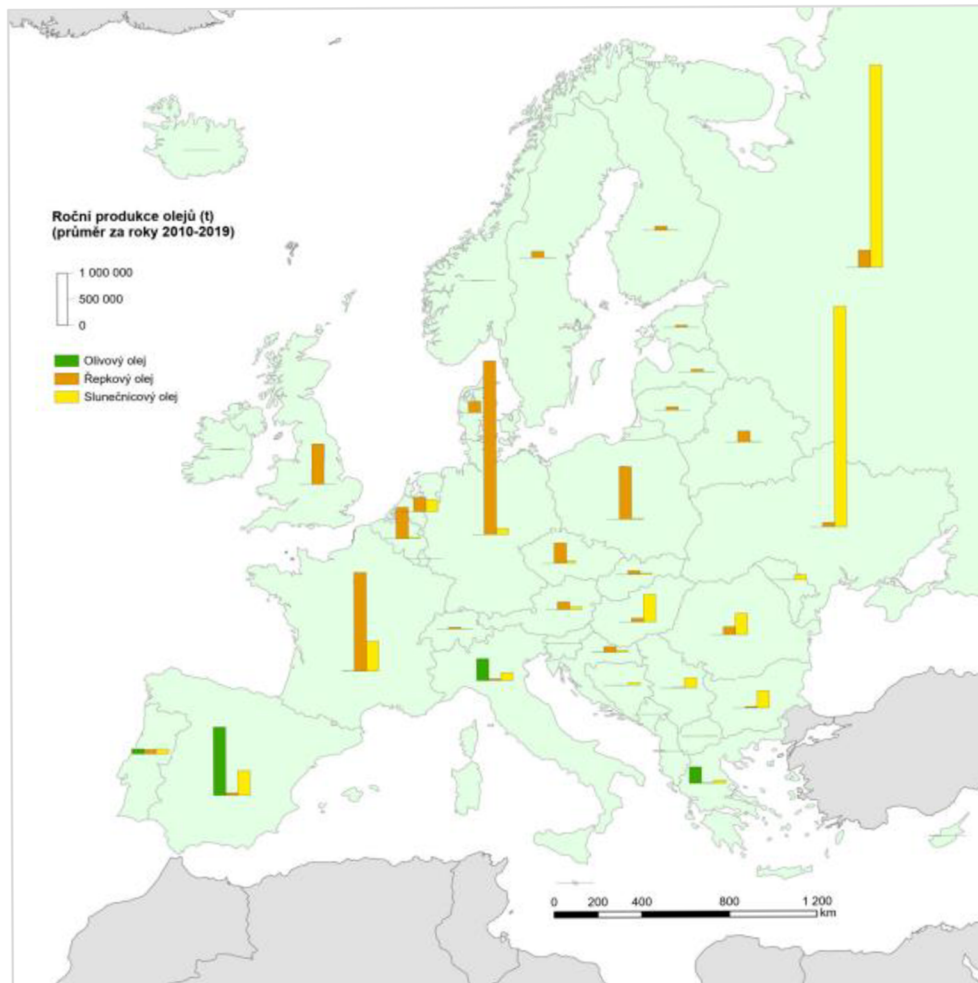 Roční produkce olejů (t)
(průměr za roky 2010-2019)
1 000 000
500 000
0
Olivový olej
Řepkový olej
Slunečnicový olej
0 200 400 800 1 200
km